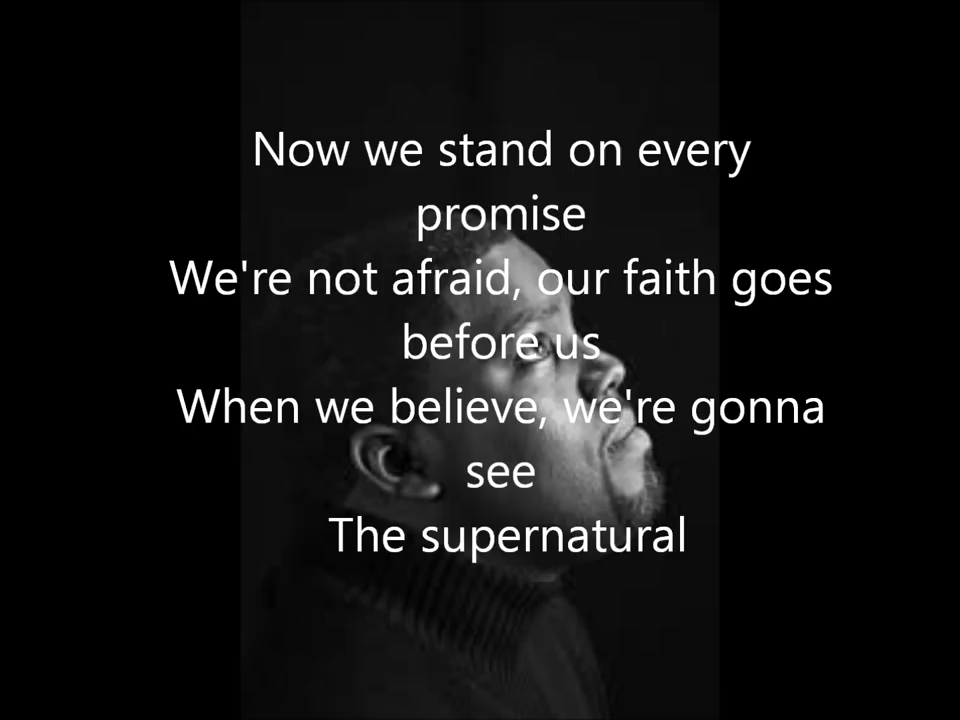 Now we stand on every
promise
We're not afraid, our faith goes
before us
When we believe, we're gonna
see
The supernatural